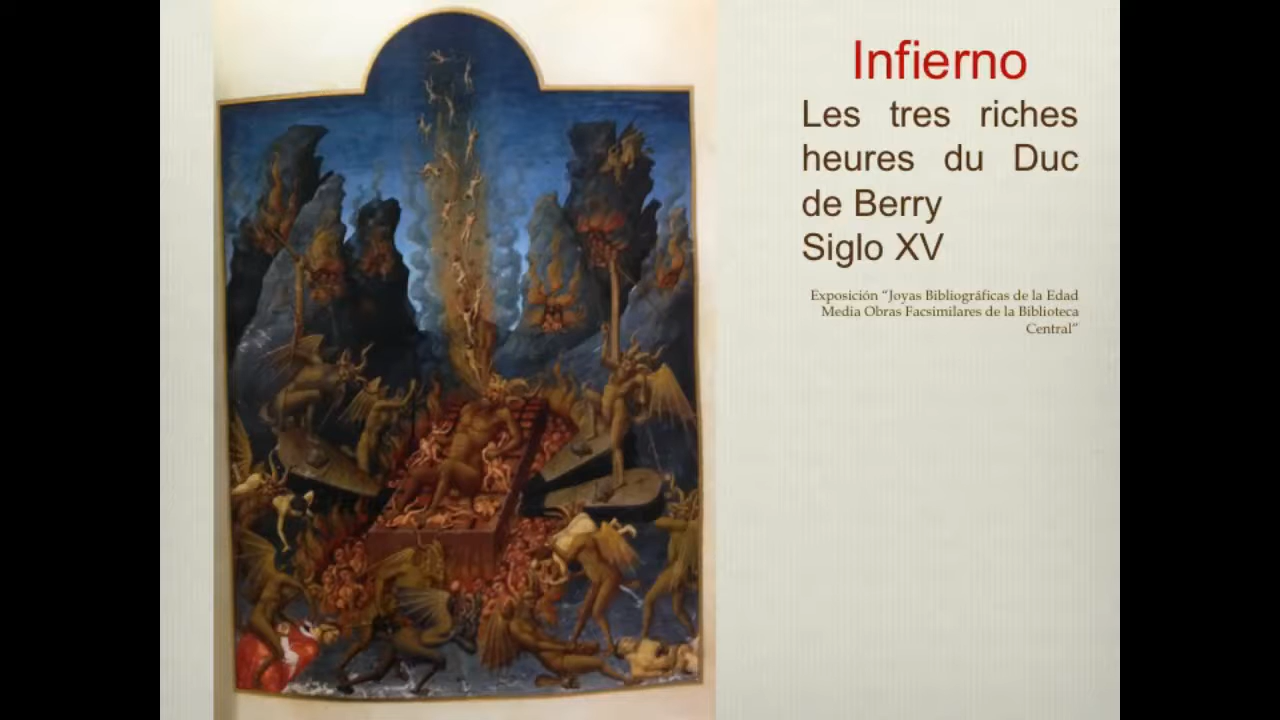 Infierno
Les tres riches
heures du Duc
de Berry
Siglo XV
Exposición “Joyas Bibliográficas de la Edad
Media Obras Facsimilares de la Biblioteca
Central”